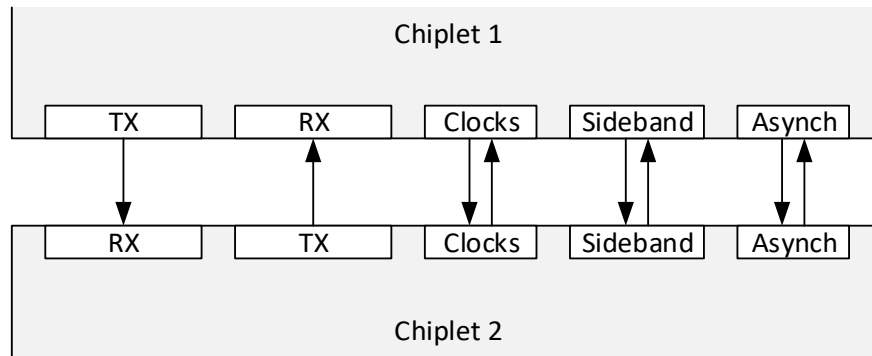 Chiplet 1
TX RX Clocks Sideband Asynch
RX TX Clocks Sideband Asynch
Chiplet 2